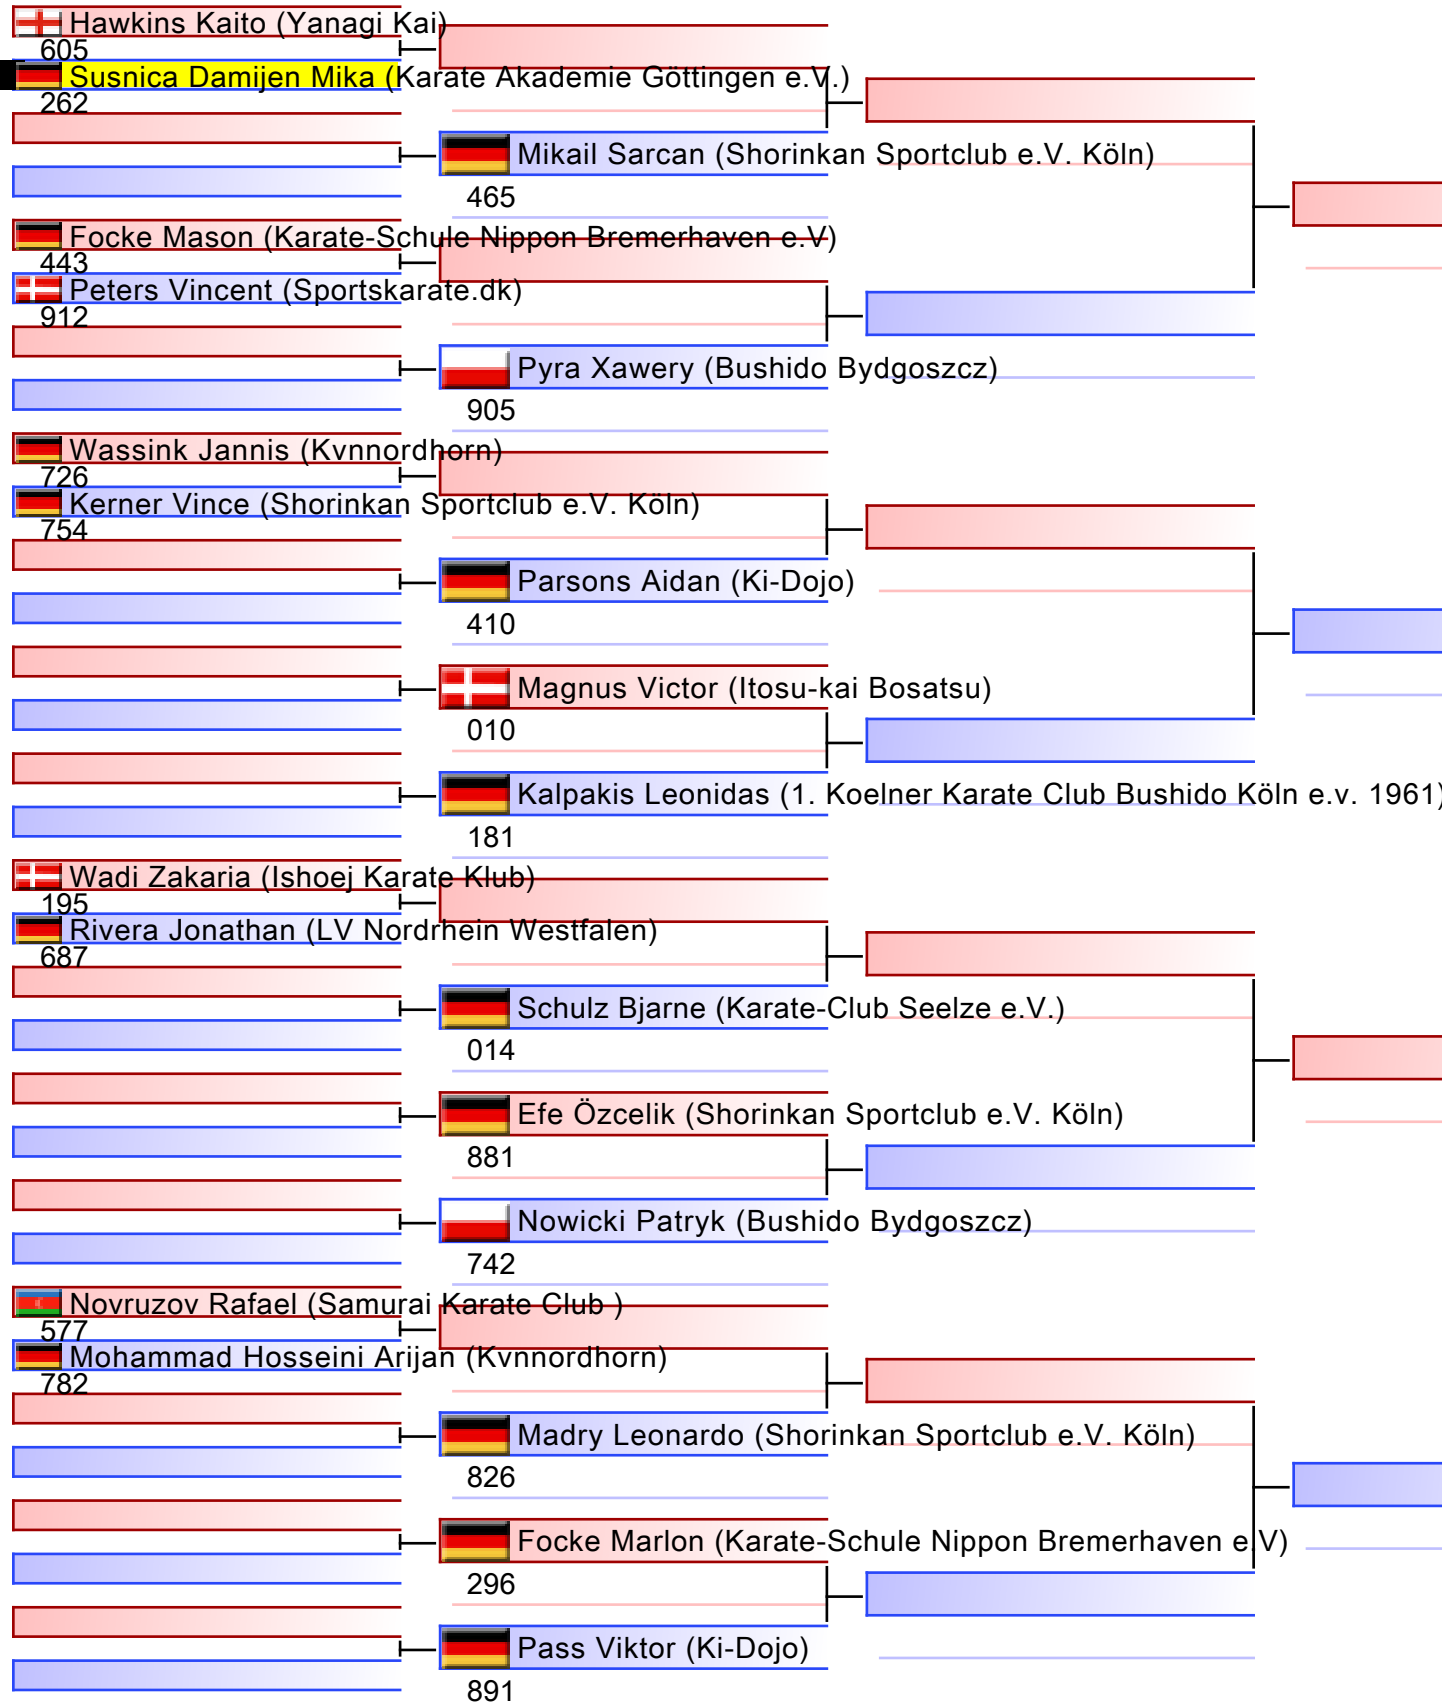 Hawkins Kaito (Yanagi Kai)
605
Susnica Damijen Mika (Karate Akademie Göttingen e.V.)
262
Mikail Sarcan (Shorinkan Sportclub e.V. Köln)
465
Focke Mason (Karate-Schule Nippon Bremerhaven e.V)
443
Peters Vincent (Sportskarate.dk)
912
Pyra Xawery (Bushido Bydgoszcz)
905
Wassink Jannis (Kvnnordhorn)
726
Kerner Vince (Shorinkan Sportclub e.V. Köln)
754
Parsons Aidan (Ki-Dojo)
410
Magnus Victor (Itosu-kai Bosatsu)
010
Kalpakis Leonidas (1. Koelner Karate Club Bushido Köln e.v. 1961)
181
Wadi Zakaria (Ishoej Karate Klub)
195
Rivera Jonathan (LV Nordrhein Westfalen)
687
Schulz Bjarne (Karate-Club Seelze e.V.)
014
Efe Özcelik (Shorinkan Sportclub e.V. Köln)
881
Nowicki Patryk (Bushido Bydgoszcz)
742
Novruzov Rafael (Samurai Karate Club )
577
Mohammad Hosseini Arijan (Kvnnordhorn)
782
Madry Leonardo (Shorinkan Sportclub e.V. Köln)
826
Focke Marlon (Karate-Schule Nippon Bremerhaven e.V)
296
Pass Viktor (Ki-Dojo)
891